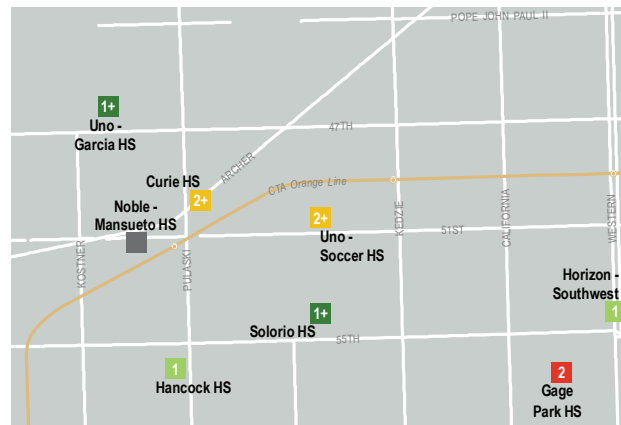 POPE JOHN PAUL II
1+
Uno -
Garcia HS
47TH
ARCHER
Curie HS
2+
CTA Orange Line
Noble -
Mansueto HS
2+
Uno -
Soccer HS
51ST
KOSTNER
PULASKI
KEDZIE
CALIFORNIA
WESTERN
Horizon -
Southwest
1
1+
Solorio HS
55TH
1
Hancock HS
2
Gage
Park HS